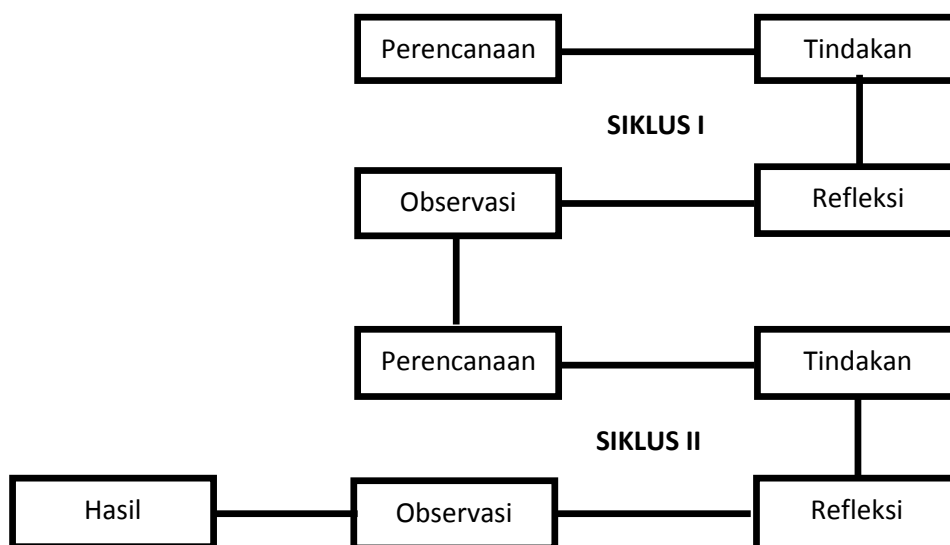 Perencanaan
Tindakan
SIKLUS I
Observasi
Refleksi
Perencanaan
Tindakan
SIKLUS II
Hasil
Observasi
Refleksi